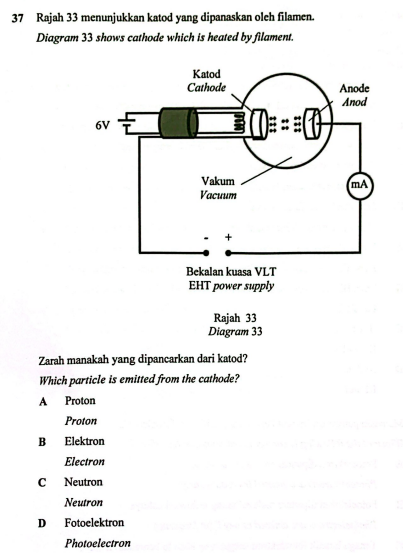 37 Rajah 33 menunjukkan katod yang dipanaskan oleh filamen.
Diagram 33 shows cathode which is heated by filament.
Katod
Cathode
Anode
Anod
6V
mA
Vakum
Vacuum
- +
Bekalan kuasa VLT
EHT power supply
Rajah 33
Diagram 33
Zarah manakah yang dipancarkan dari katod?
Which particle is emitted from the cathode?
A Proton
Proton
B Elektron
Electron
C Neutron
Neutron
D Fotoelektron
Photoelectron